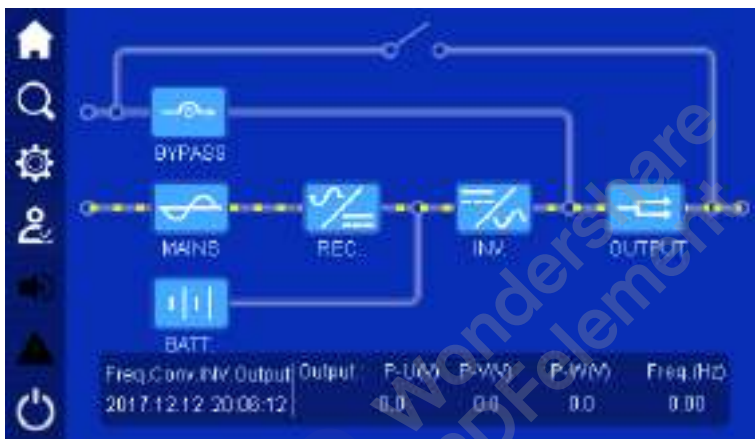 BYPASS
MAINS
REC
INV.
OUTPUT
BATT.
Freq.Conv.INV Output
2017.12.12 20:06:12
Output P-U(V) P-V(V) P-W(V) Freq.(Hz)
0.0 0.0 0.0 0.00
Wondershare
PDFelement